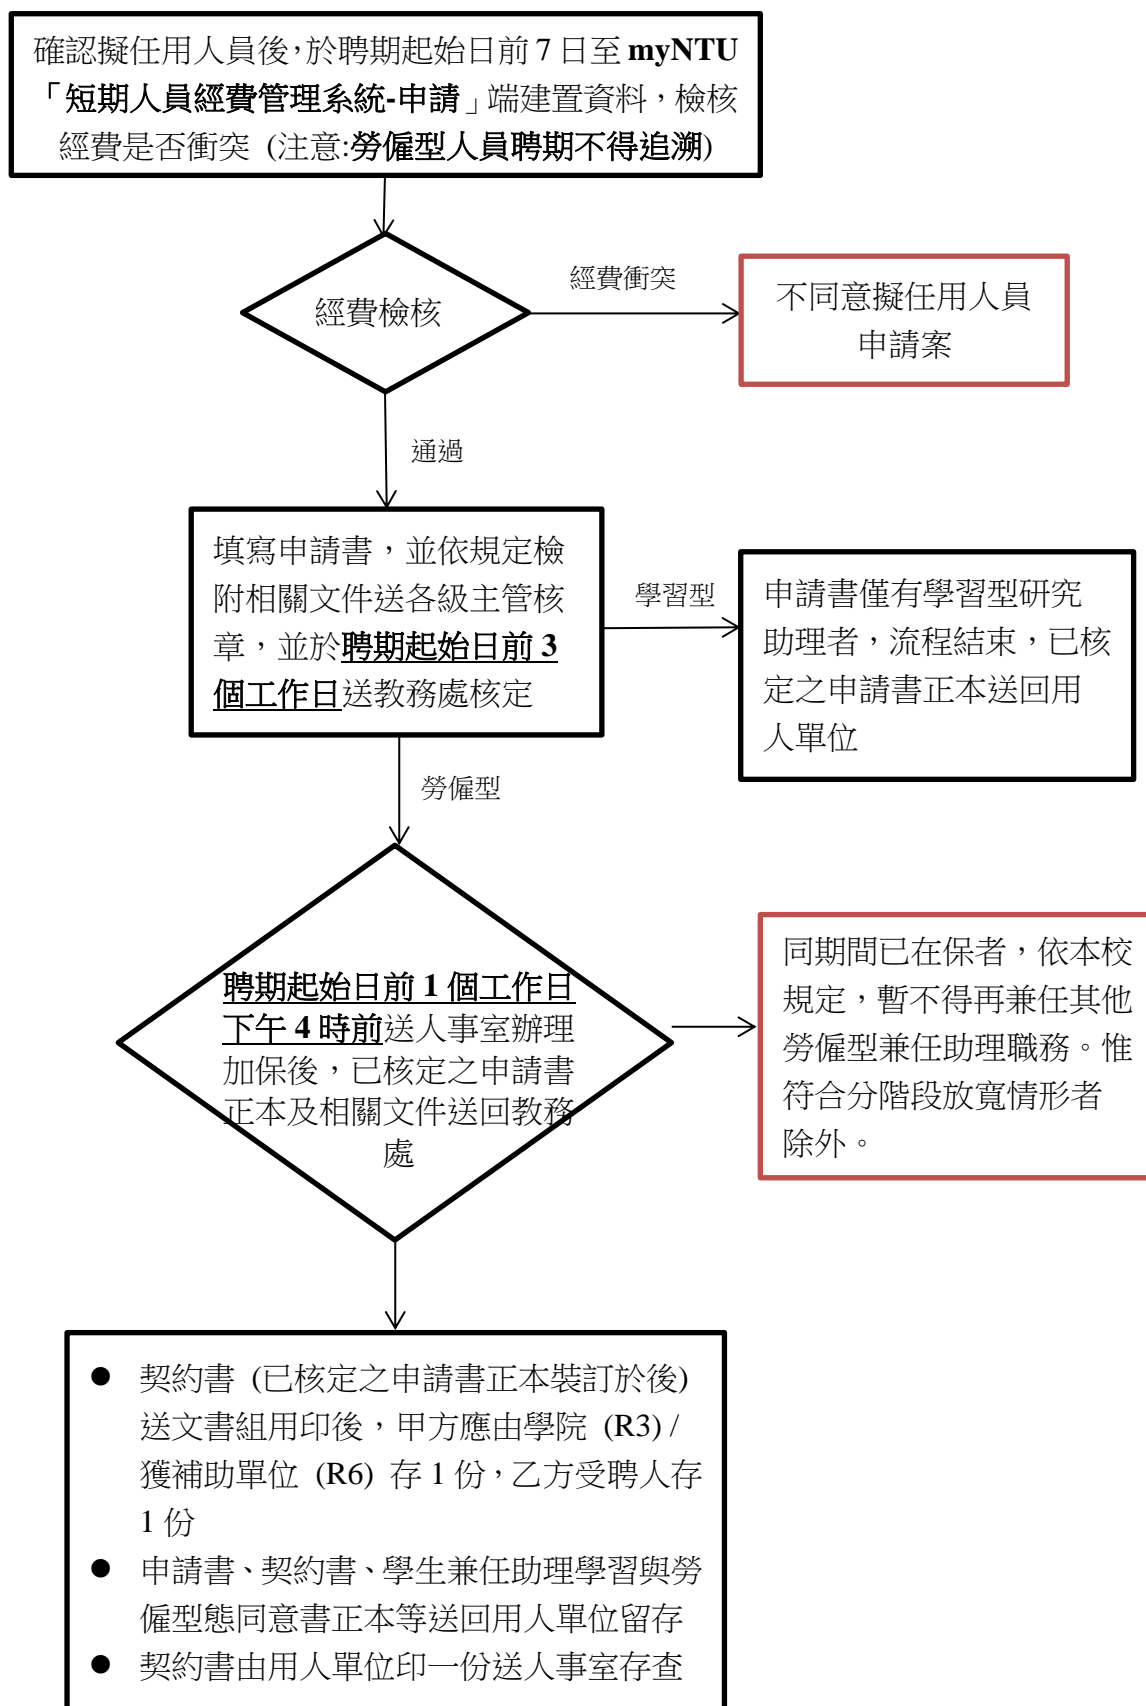 確認擬任用人員後，於聘期起始日前 7 日至 myNTU
「短期人員經費管理系統-申請」端建置資料，檢核
經費是否衝突 (注意:勞僱型人員聘期不得追溯)
經費檢核
經費衝突
不同意擬任用人員
申請案
通過
填寫申請書，並依規定檢
附相關文件送各級主管核
章，並於聘期起始日前 3
個工作日送教務處核定
學習型
申請書僅有學習型研究
助理者，流程結束，已核
定之申請書正本送回用
人單位
勞僱型
聘期起始日前 1 個工作日
下午 4 時前送人事室辦理
加保後，已核定之申請書
正本及相關文件送回教務
處
同期間已在保者，依本校
規定，暫不得再兼任其他
勞僱型兼任助理職務。惟
符合分階段放寬情形者
除外。
● 契約書 (已核定之申請書正本裝訂於後)
送文書組用印後，甲方應由學院 (R3) /
獲補助單位 (R6) 存 1 份，乙方受聘人存
1 份
● 申請書、契約書、學生兼任助理學習與勞
僱型態同意書正本等送回用人單位留存
● 契約書由用人單位印一份送人事室存查